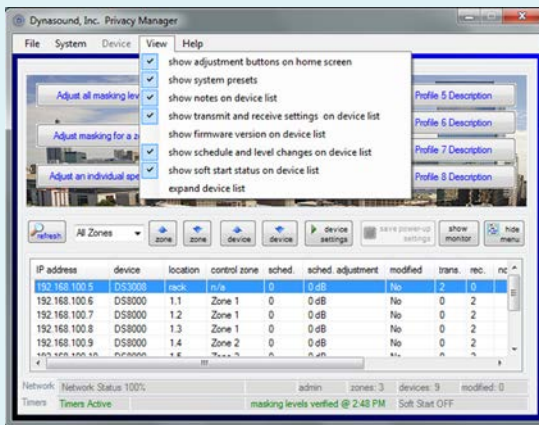 Dynasound, Inc. Privacy Manager
File System Device View Help
show adjustment buttons on home screen
show system presets
show notes on device list
show transmit and receive settings on device list
show firmware version on device list
show schedule and level changes on device list
show soft start status on device list
expand device list
Adjust all masking lev
Adjust masking for a z
Adjust an individual spe
Profile 5 Description
Profile 6 Description
Profile 7 Description
Profile 8 Description
refresh All Zones zone zone device device device settings save power-up settings show monitor hide menu
IP address device location control zone sched. sched. adjustment modified trans. rec. no
192.168.100.5 DS3008 rack n/a 0 0 dB No 2 0
192.168.100.6 DS8000 1.1 Zone 1 0 0 dB No 0 2
192.168.100.7 DS8000 1.2 Zone 1 0 0 dB No 0 2
192.168.100.8 DS8000 1.3 Zone 1 0 0 dB No 0 2
192.168.100.9 DS8000 1.4 Zone 2 0 0 dB No 0 2
Network Network Status 100% admin zones: 3 devices: 9 modified: 0
Timers Timers Active masking levels verified @ 2:48 PM Soft Start OFF